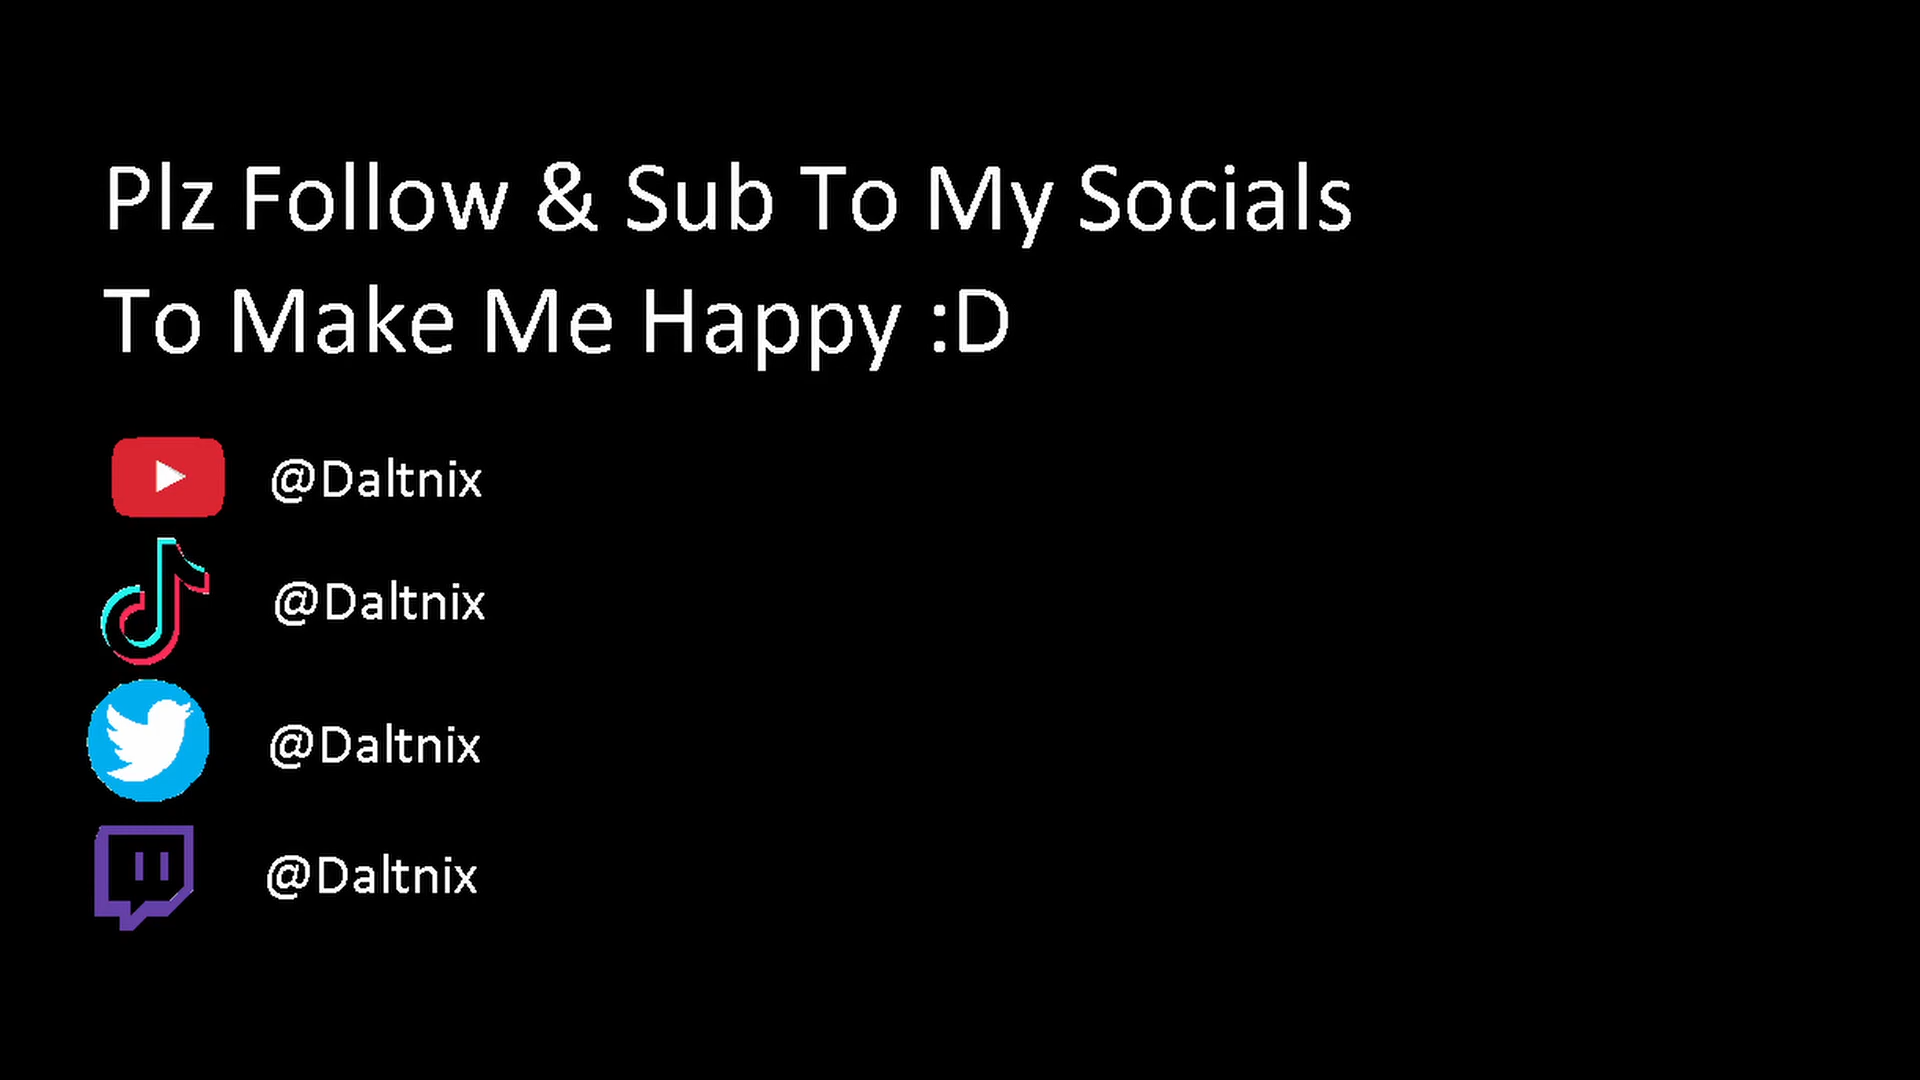 Plz Follow & Sub To My Socials
To Make Me Happy :D
@Daltnix
@Daltnix
@Daltnix
@Daltnix